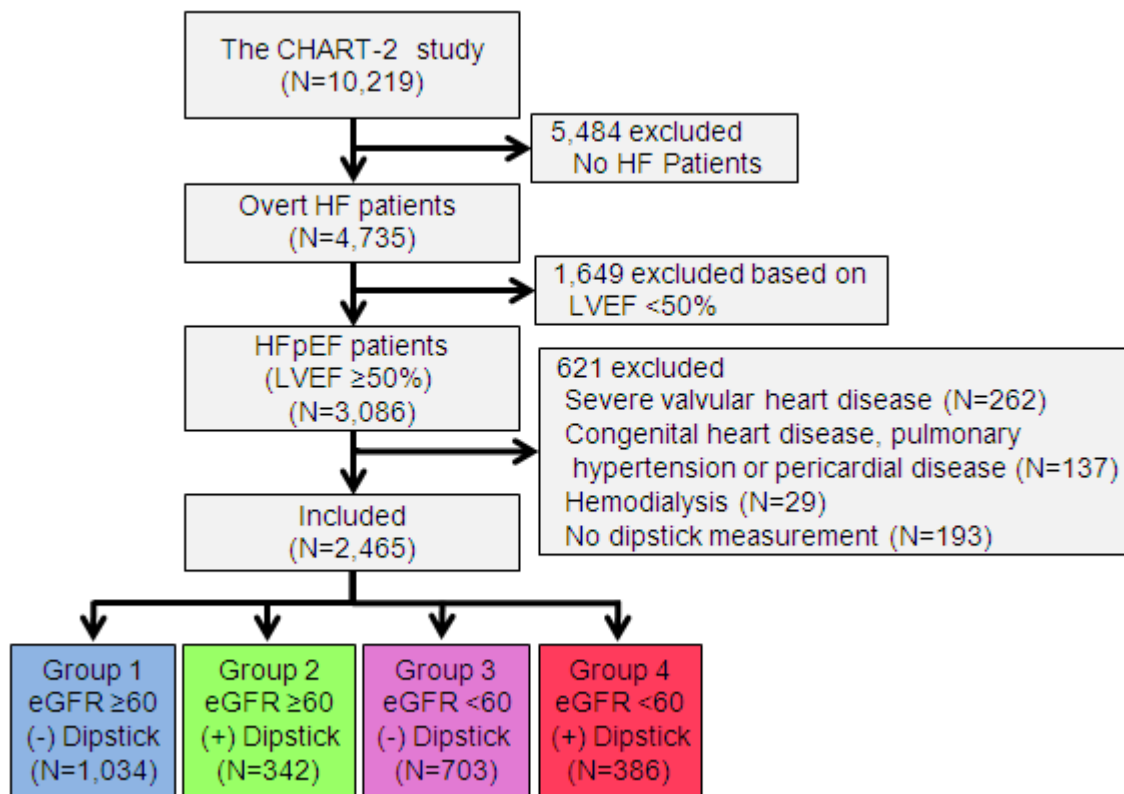 The CHART-2 study
(N=10,219)
5,484 excluded
No HF Patients
Overt HF patients
(N=4,735)
1,649 excluded based on
LVEF <50%
HFpEF patients
(LVEF ≥50%)
(N=3,086)
621 excluded
Severe valvular heart disease (N=262)
Congenital heart disease, pulmonary
hypertension or pericardial disease (N=137)
Hemodialysis (N=29)
No dipstick measurement (N=193)
Included
(N=2,465)
Group 1
eGFR ≥60
(-) Dipstick
(N=1,034)
Group 2
eGFR ≥60
(+) Dipstick
(N=342)
Group 3
eGFR <60
(-) Dipstick
(N=703)
Group 4
eGFR <60
(+) Dipstick
(N=386)